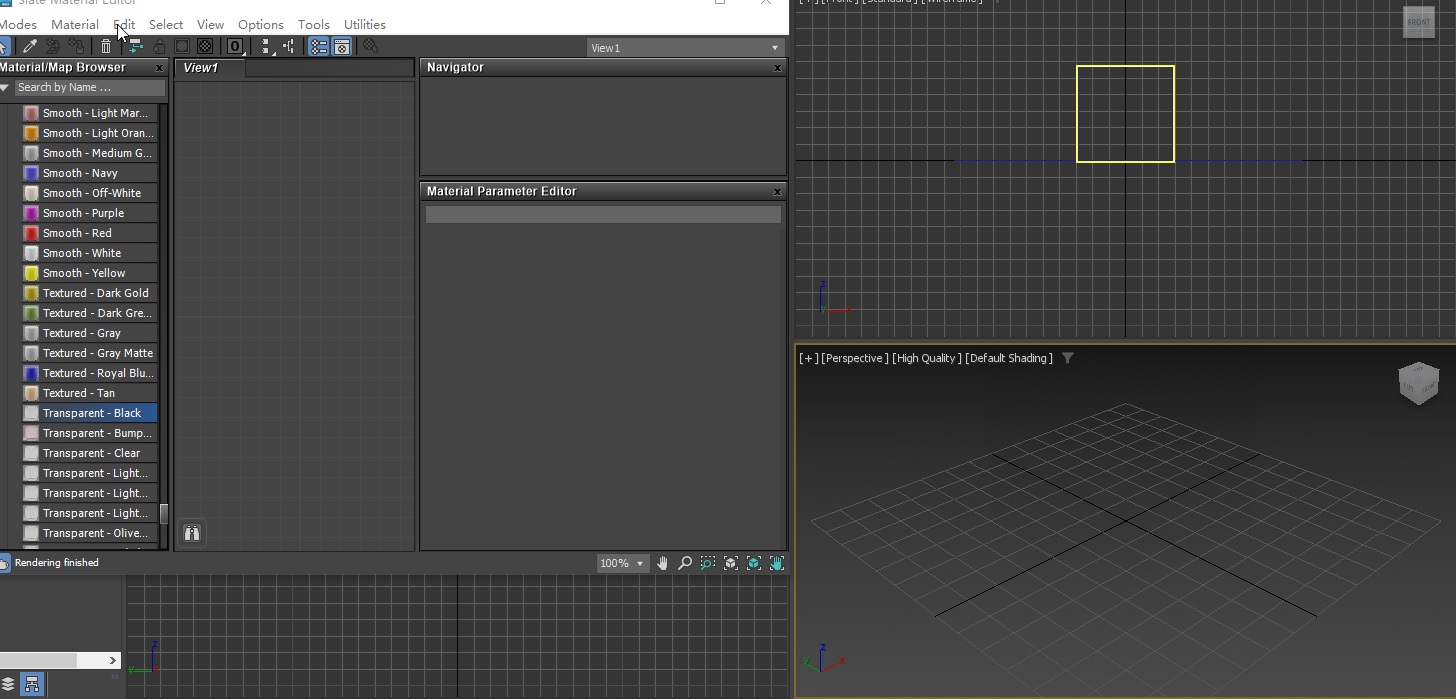 Slate Material Editor
Modes Material Edit Select View Options Tools Utilities
View1
Material/Map Browser x
View1
Navigator x
Search by Name ...
Smooth - Light Mar...
Smooth - Light Oran...
Smooth - Medium G...
Smooth - Navy
Smooth - Off-White
Smooth - Purple
Smooth - Red
Smooth - White
Smooth - Yellow
Textured - Dark Gold
Textured - Dark Gre...
Textured - Gray
Textured - Gray Matte
Textured - Royal Blu...
Textured - Tan
Transparent - Black
Transparent - Bump...
Transparent - Clear
Transparent - Light...
Transparent - Light...
Transparent - Light...
Transparent - Olive...
Material Parameter Editor x
Rendering finished
100%
[+] [Front] [Standard] [Wireframe]
FRONT
z
x
y
[+] [Perspective] [High Quality] [Default Shading]
FRONT
z
y x
z
y x